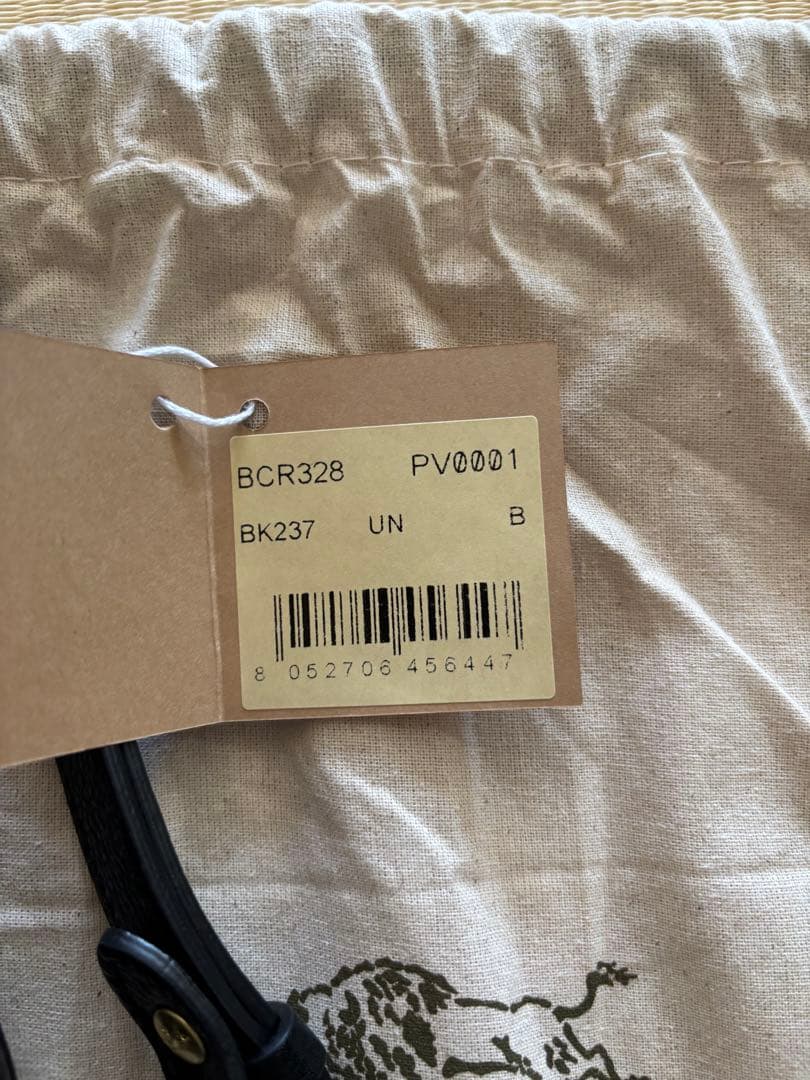 BCR328 PV0001
BK237 UN B
8 052706 456447